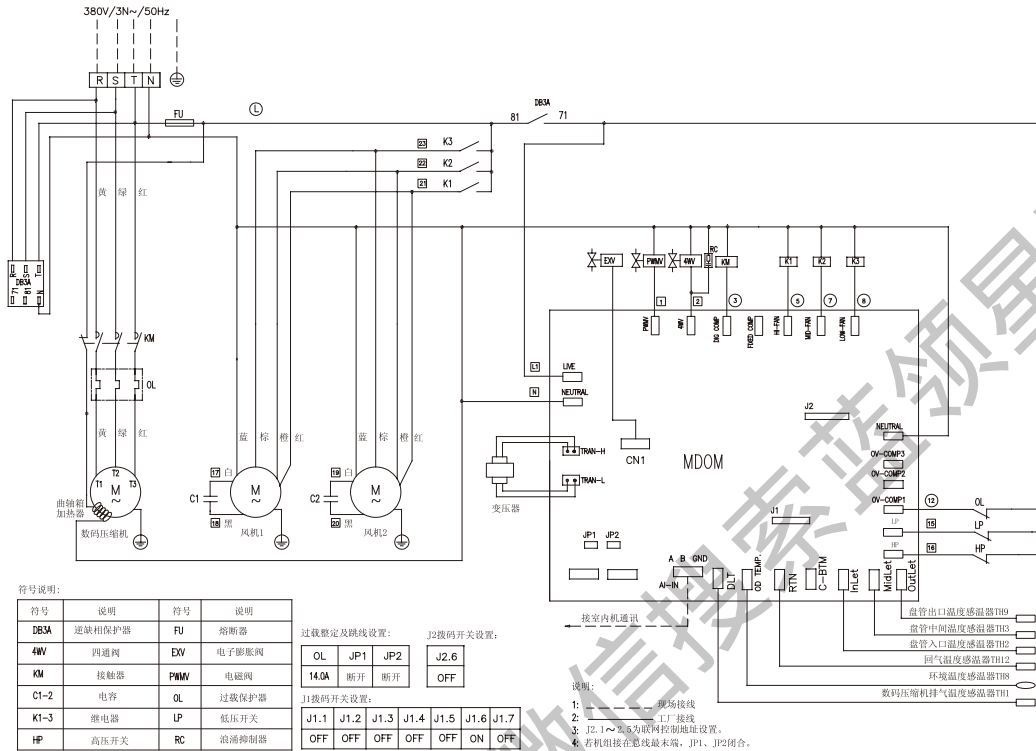 380V/3N~/50Hz
R S T N
FU
L
DB3A
81 71
23 K3
22 K2
21 K1
黄 绿 红
R S T
71 81 N
DB3A
KM
OL
黄 绿 红
T1 T2 T3
M
~
曲轴箱
加热器
数码压缩机
蓝 棕 橙 红
17 白
C1
18 黑
M
~
风机1
蓝 棕 橙 红
19 白
C2
20 黑
M
~
风机2
EXV PWMV 4WV RC KM K1 K2 K3
1 2 3 5 7 8
PWMV 4WV DIG COMP FIXED COMP HI-FAN MID-FAN LOW-FAN
L1 LIVE
N NEUTRAL
TRAN-H
TRAN-L
变压器
CN1
MDOM
J2
J1
NEUTRAL
OV-COMP3
OV-COMP2
OV-COMP1
LP
HP
12 OL
15 LP
16 HP
JP1 JP2
A B GND
AI-IN
DLT
OD TEMP.
RTN
C-BTM
InLet
MidLet
OutLet
接室内机通讯
盘管出口温度感温器TH9
盘管中间温度感温器TH3
盘管入口温度感温器TH2
回气温度感温器TH12
环境温度感温器TH8
数码压缩机排气温度感温器TH1
符号说明:
符号 说明 符号 说明
DB3A 逆缺相保护器 FU 熔断器
4WV 四通阀 EXV 电子膨胀阀
KM 接触器 PWMV 电磁阀
C1-2 电容 OL 过载保护器
K1-3 继电器 LP 低压开关
HP 高压开关 RC 浪涌抑制器
过载整定及跳线设置:
OL JP1 JP2
14.0A 断开 断开
J2拨码开关设置:
J2.6
OFF
J1拨码开关设置:
J1.1 J1.2 J1.3 J1.4 J1.5 J1.6 J1.7
OFF OFF OFF OFF OFF ON OFF
说明:
1: 现场接线
2: 工厂接线
3: J2.1～2.5为联网控制地址设置。
4: 若机组接在总线最末端，JP1、JP2闭合。
微信搜索蓝领星